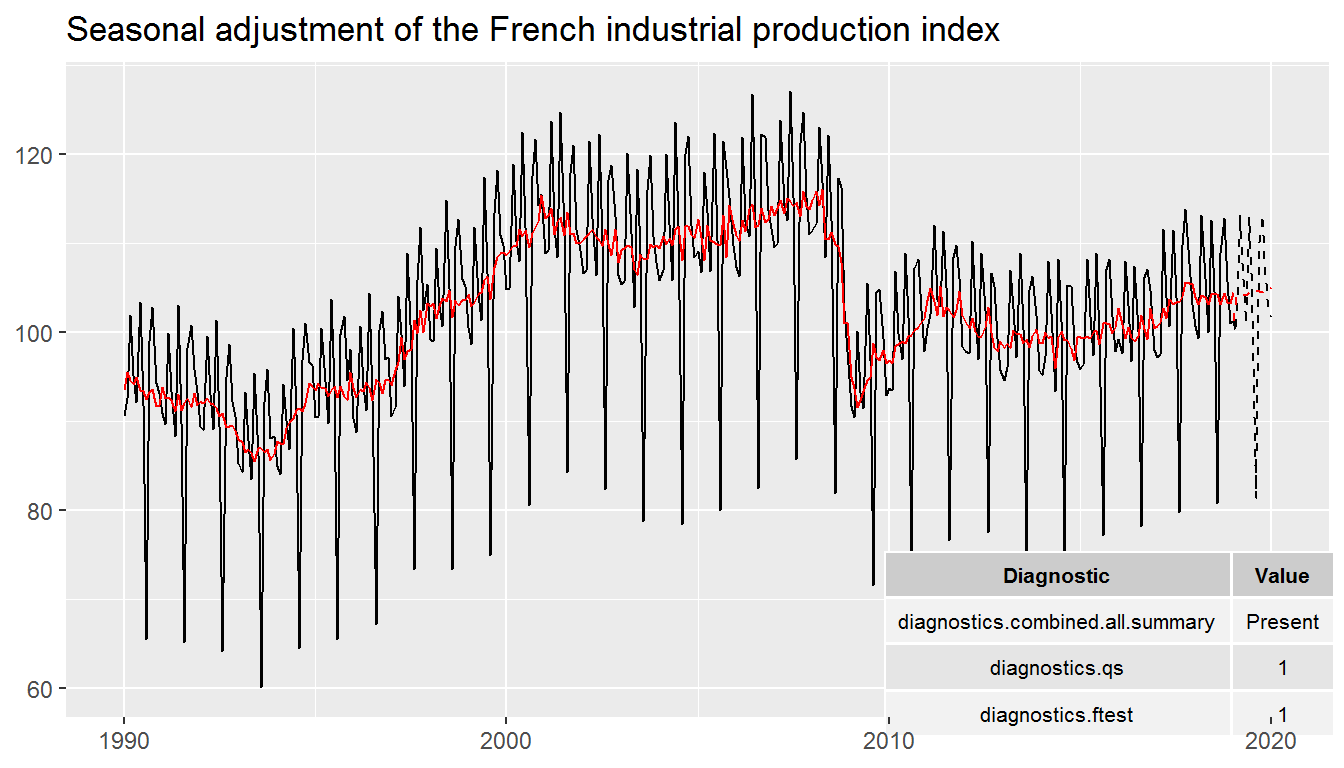 Seasonal adjustment of the French industrial production index
120
100
80
60
Diagnostic Value
diagnostics.combined.all.summary Present
diagnostics.qs 1
diagnostics.ftest 1
1990 2000 2010 2020